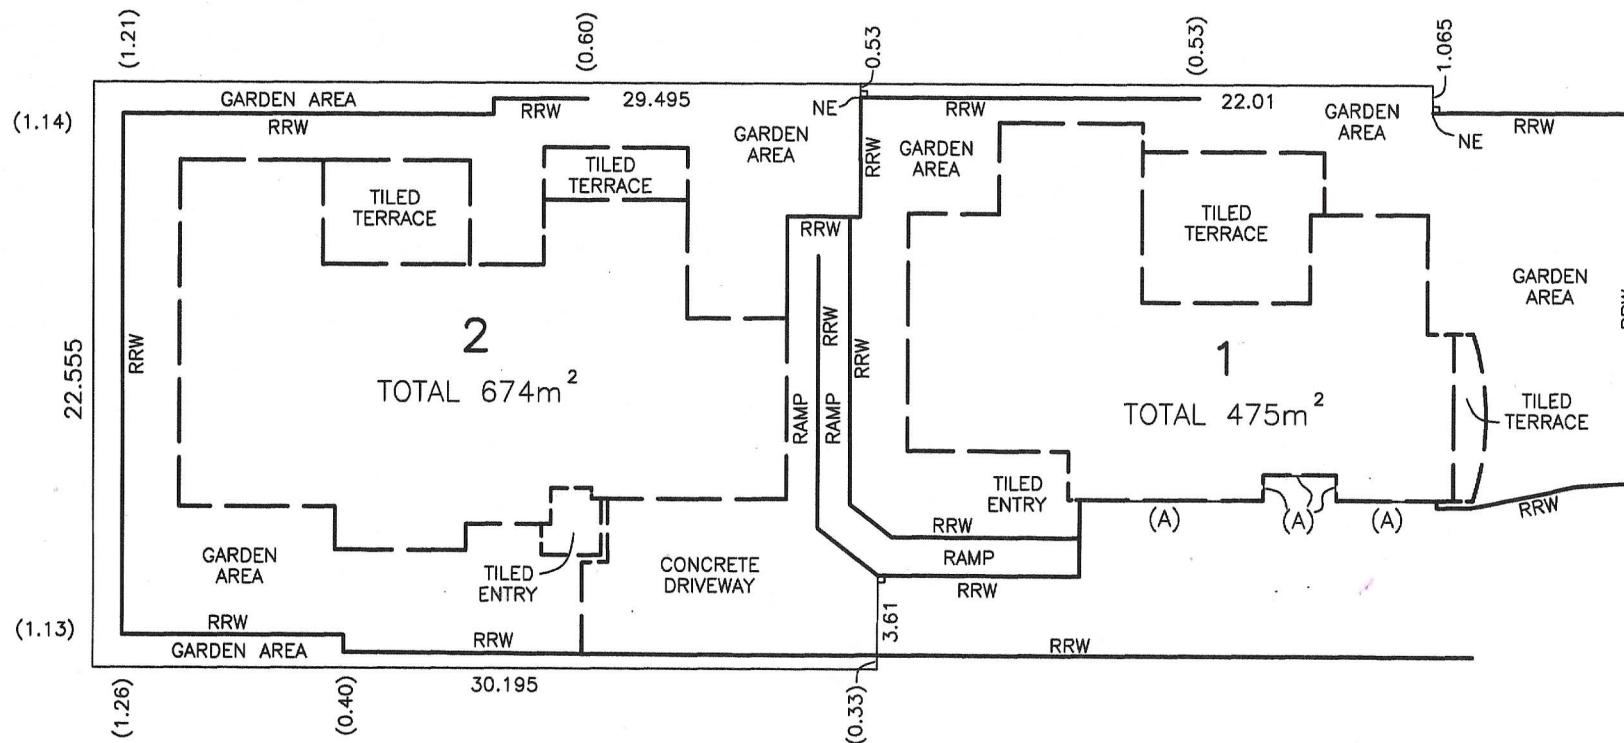 (1.21)
(0.60)
0.53
(0.53)
1.065
GARDEN AREA
29.495
22.01
(1.14)
RRW
RRW
NE
RRW
GARDEN
AREA
NE
RRW
GARDEN
AREA
RRW
GARDEN
AREA
TILED
TERRACE
TILED
TERRACE
TILED
TERRACE
RRW
GARDEN
AREA
RRW
2
TOTAL 674m²
22.555
RRW
RAMP
RAMP
RRW
RRW
1
TOTAL 475m²
TILED
TERRACE
TILED
ENTRY
(A)
(A)
(A)
RRW
RRW
RAMP
RRW
GARDEN
AREA
TILED
ENTRY
CONCRETE
DRIVEWAY
3.61
(1.13)
RRW
GARDEN AREA
RRW
RRW
30.195
(1.26)
(0.40)
(0.33)